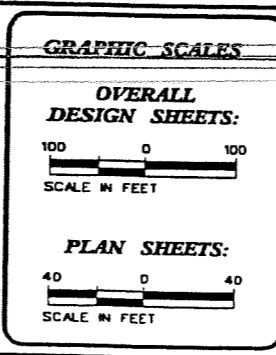 GRAPHIC SCALES
OVERALL
DESIGN SHEETS:
100 0 100
SCALE IN FEET
PLAN SHEETS:
40 0 40
SCALE IN FEET